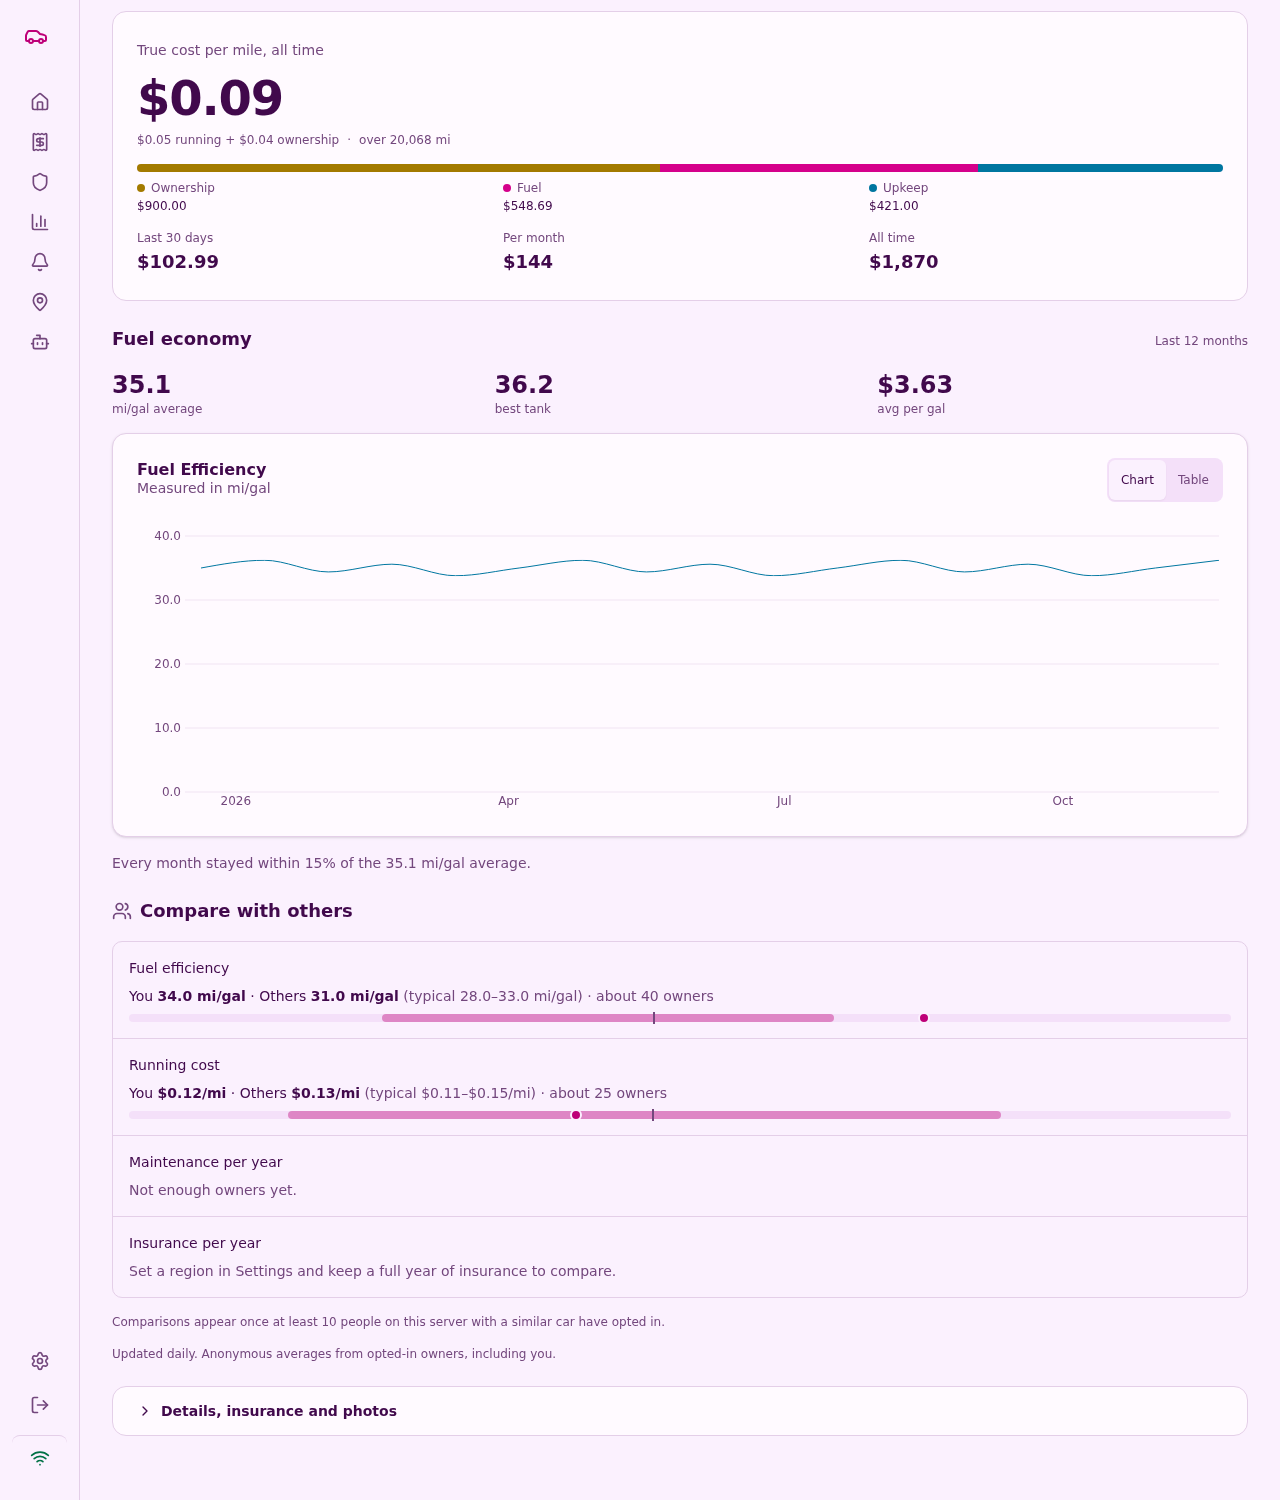 True cost per mile, all time
$0.09
$0.05 running + $0.04 ownership · over 20,068 mi
Ownership Fuel Upkeep
$900.00 $548.69 $421.00
Last 30 days Per month All time
$102.99 $144 $1,870
Fuel economy Last 12 months
35.1 36.2 $3.63
mi/gal average best tank avg per gal
Fuel Efficiency
Measured in mi/gal
Chart Table
40.0
30.0
20.0
10.0
0.0
2026 Apr Jul Oct
Every month stayed within 15% of the 35.1 mi/gal average.
Compare with others
Fuel efficiency
You 34.0 mi/gal · Others 31.0 mi/gal (typical 28.0–33.0 mi/gal) · about 40 owners
Running cost
You $0.12/mi · Others $0.13/mi (typical $0.11–$0.15/mi) · about 25 owners
Maintenance per year
Not enough owners yet.
Insurance per year
Set a region in Settings and keep a full year of insurance to compare.
Comparisons appear once at least 10 people on this server with a similar car have opted in.
Updated daily. Anonymous averages from opted-in owners, including you.
Details, insurance and photos